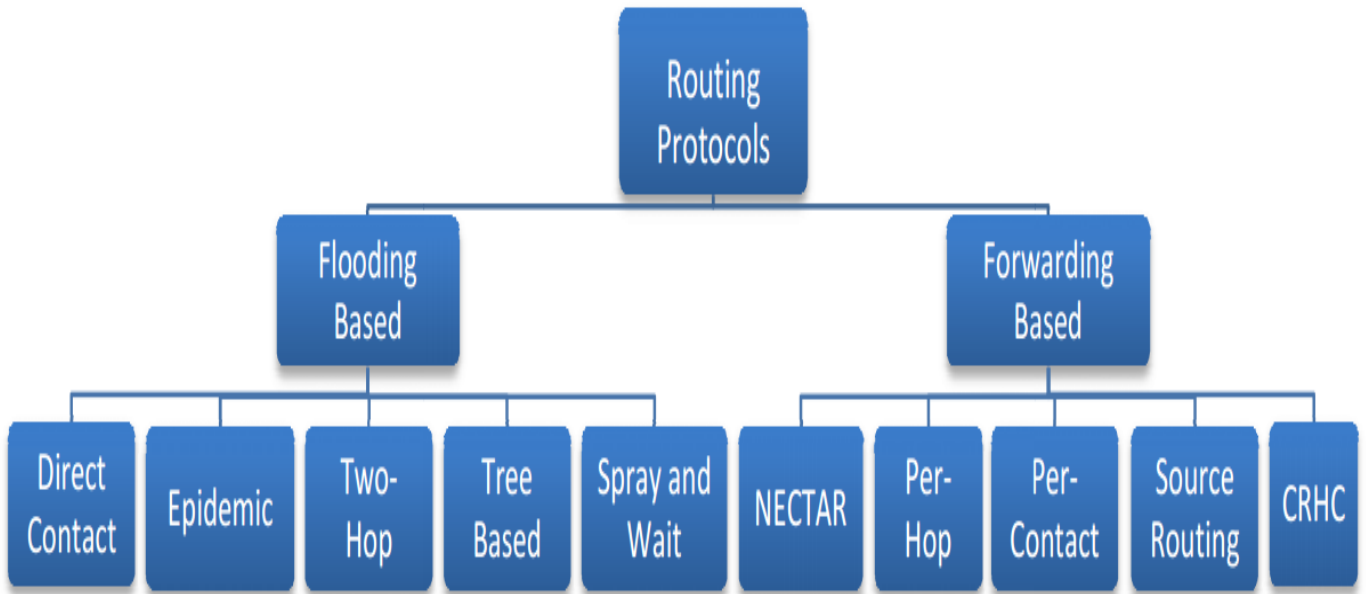 Routing
Protocols
Flooding
Based
Forwarding
Based
Direct
Contact
Epidemic
Two-
Hop
Tree
Based
Spray and
Wait
NECTAR
Per-
Hop
Per-
Contact
Source
Routing
CRHC